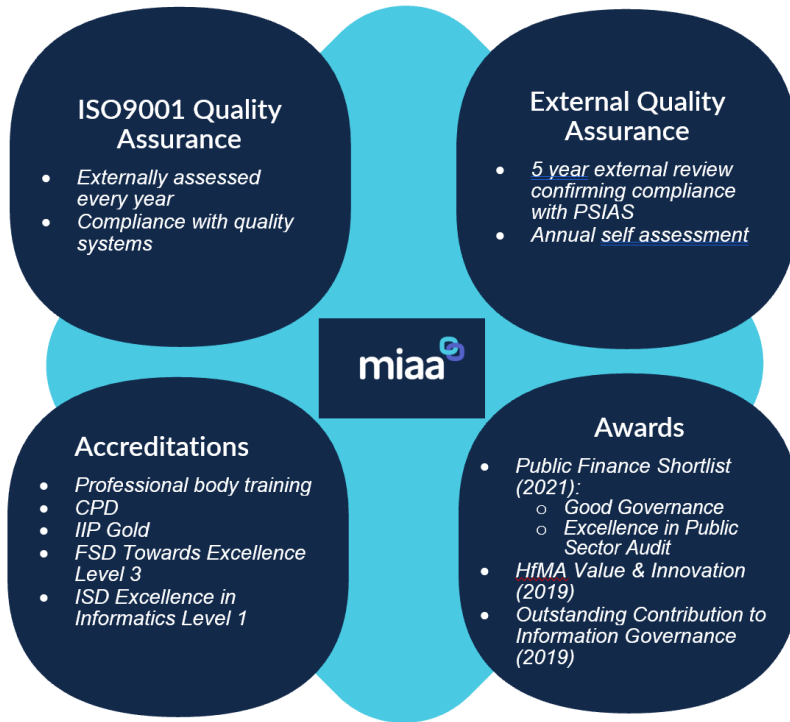 ISO9001 Quality
Assurance
• Externally assessed
every year
• Compliance with quality
systems
External Quality
Assurance
• 5 year external review
confirming compliance
with PSIAS
• Annual self assessment
miaa
Accreditations
• Professional body training
• CPD
• IIP Gold
• FSD Towards Excellence
Level 3
• ISD Excellence in
Informatics Level 1
Awards
• Public Finance Shortlist
(2021):
o Good Governance
o Excellence in Public
Sector Audit
• HfMA Value & Innovation
(2019)
• Outstanding Contribution to
Information Governance
(2019)